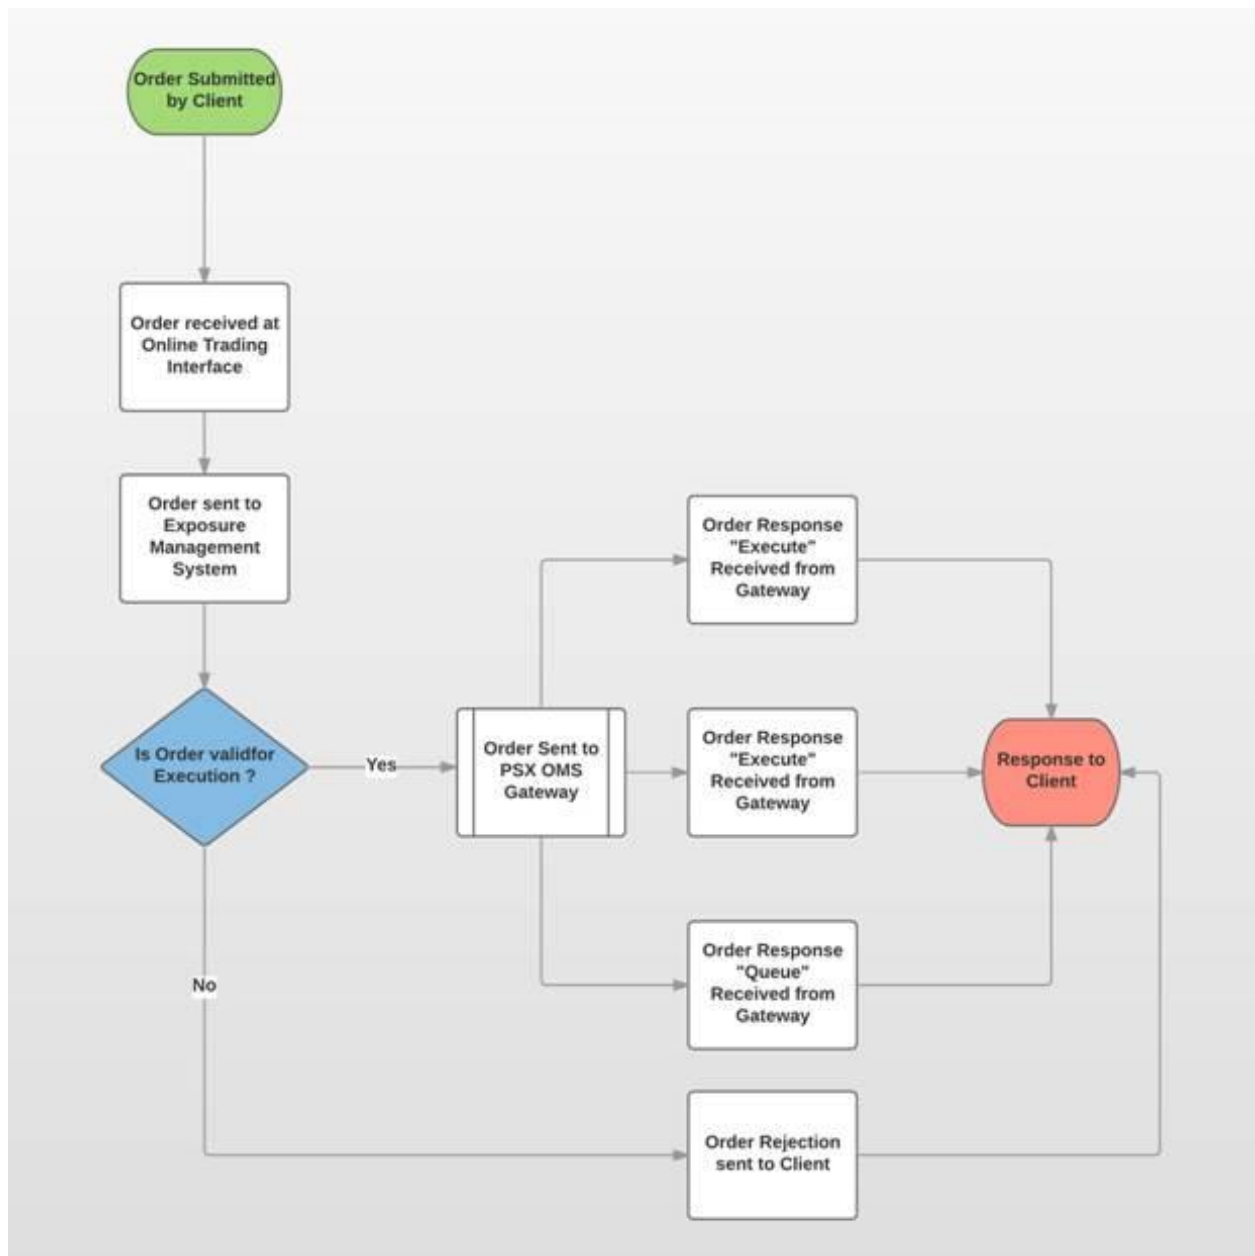 Order Submitted
by Client
Order received at
Online Trading
Interface
Order sent to
Exposure
Management
System
Is Order validfor
Execution ?
Yes
No
Order Sent to
PSX OMS
Gateway
Order Response
"Execute"
Received from
Gateway
Order Response
"Execute"
Received from
Gateway
Order Response
"Queue"
Received from
Gateway
Order Rejection
sent to Client
Response to
Client